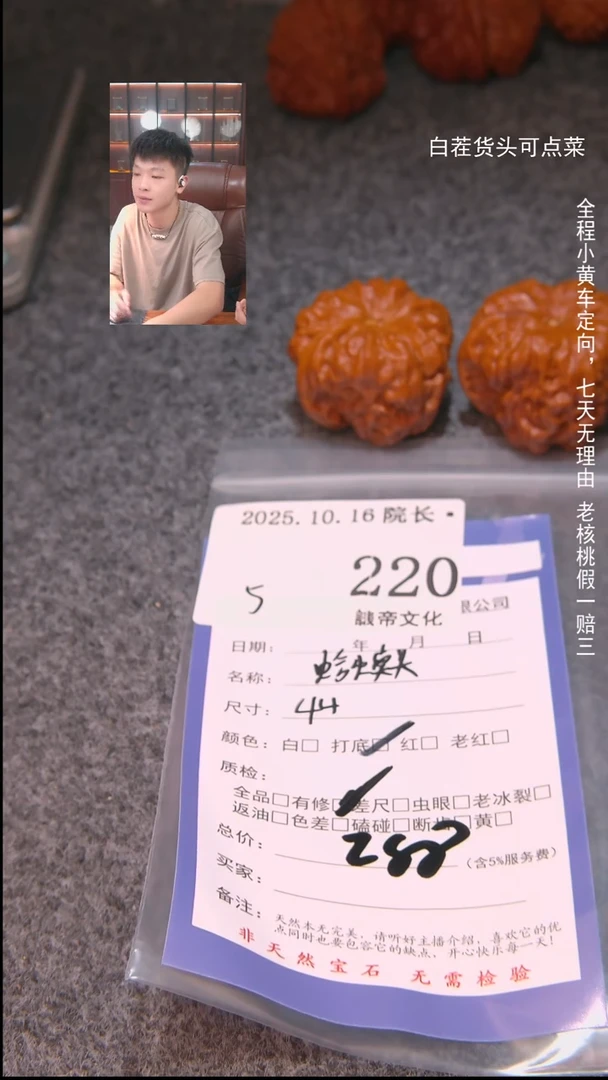 白茬货头可点菜
全程小黄车定向，七天无理由 老核桃假一赔三
2025.10.16 院长
5
220
帝文化
限公司
日期： 年 月 日
名称：
尺寸： 44
颜色：白□ 打底□ 红□ 老红□
质检：
全品□有修□差尺□虫眼□老冰裂□
返油□色差□磕碰□断齿□黄□
总价： （含5%服务费）
买家：
备注：
天然本无完美，请听好主播介绍，喜欢它的优
点同时也要包容它的缺点，开心快乐每一天！
非天然宝石 无需检验